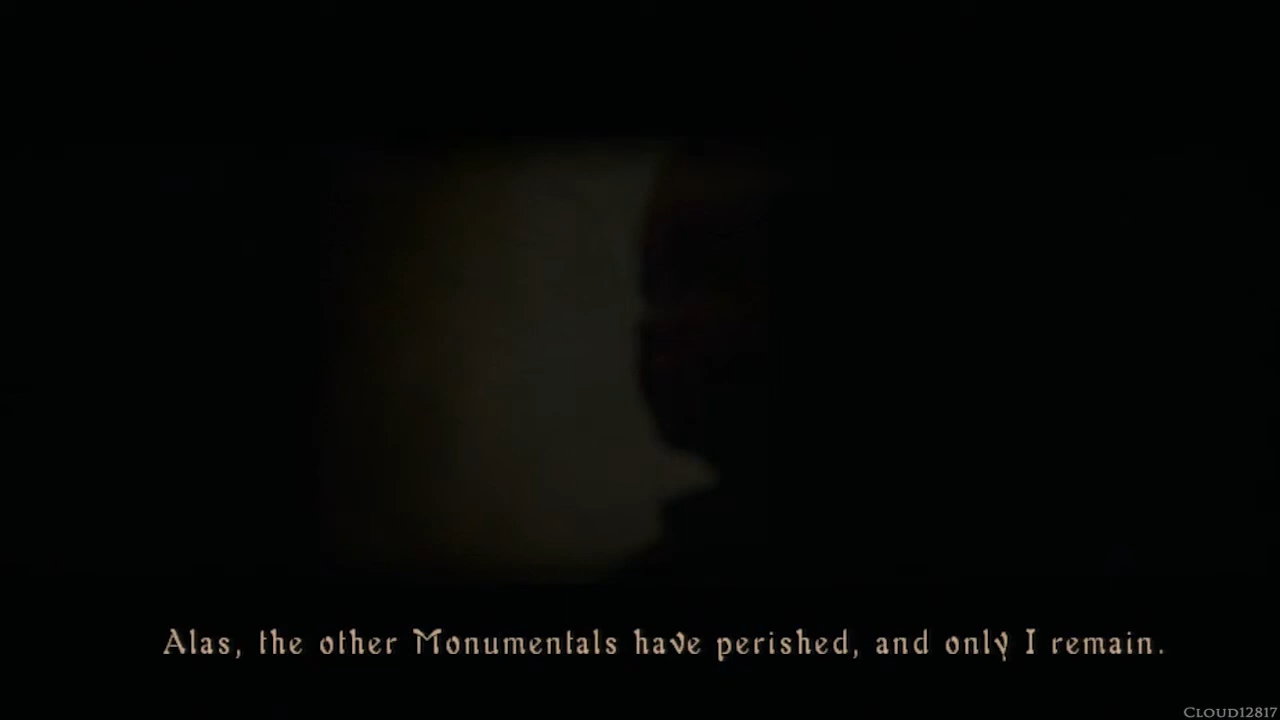 Alas, the other Monumentals have perished, and only I remain.
Cloud12817